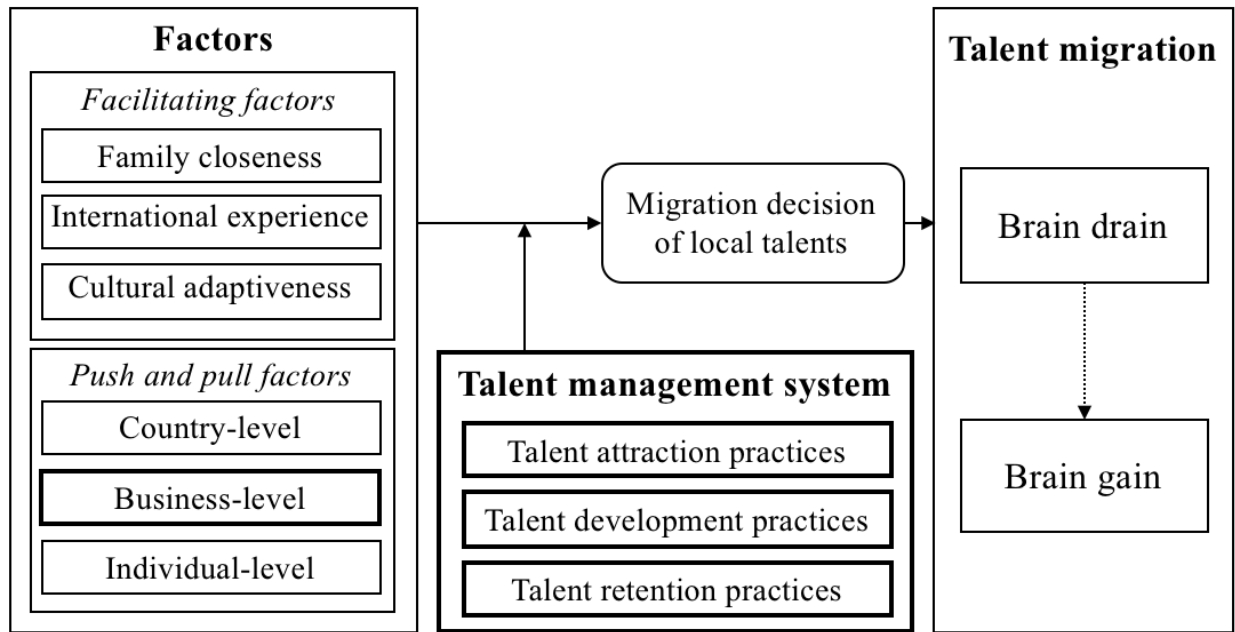 Factors
Facilitating factors
Family closeness
International experience
Cultural adaptiveness
Push and pull factors
Country-level
Business-level
Individual-level
Migration decision
of local talents
Talent management system
Talent attraction practices
Talent development practices
Talent retention practices
Talent migration
Brain drain
Brain gain